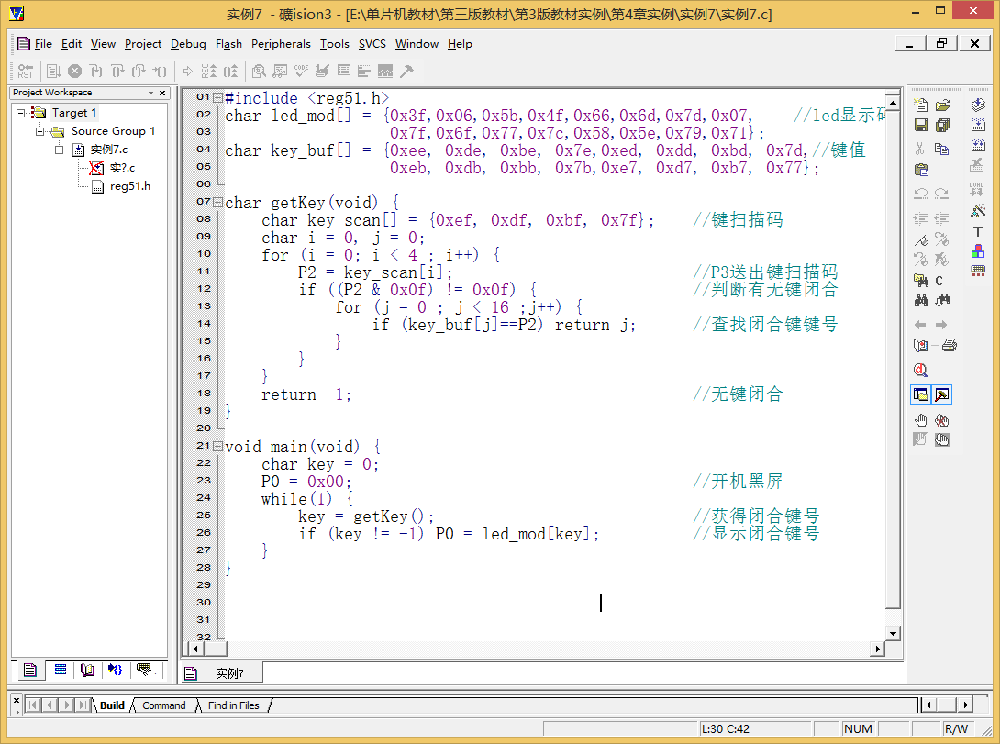 实例7 - 礦ision3 - [E:\单片机教材\第三版教材\第3版教材实例\第4章实例\实例7\实例7.c]
File Edit View Project Debug Flash Peripherals Tools SVCS Window Help
Project Workspace
Target 1
Source Group 1
实例7.c
实?.c
reg51.h
01 #include <reg51.h>
02 char led_mod[] = {0x3f,0x06,0x5b,0x4f,0x66,0x6d,0x7d,0x07, //led显示码
03 0x7f,0x6f,0x77,0x7c,0x58,0x5e,0x79,0x71};
04 char key_buf[] = {0xee, 0xde, 0xbe, 0x7e,0xed, 0xdd, 0xbd, 0x7d,//键值
05 0xeb, 0xdb, 0xbb, 0x7b,0xe7, 0xd7, 0xb7, 0x77};
06
07 char getKey(void) {
08 char key_scan[] = {0xef, 0xdf, 0xbf, 0x7f}; //键扫描码
09 char i = 0, j = 0;
10 for (i = 0; i < 4 ; i++) {
11 P2 = key_scan[i]; //P3送出键扫描码
12 if ((P2 & 0x0f) != 0x0f) { //判断有无键闭合
13 for (j = 0 ; j < 16 ;j++) {
14 if (key_buf[j]==P2) return j; //查找闭合键键号
15 }
16 }
17 }
18 return -1; //无键闭合
19 }
20
21 void main(void) {
22 char key = 0;
23 P0 = 0x00; //开机黑屏
24 while(1) {
25 key = getKey(); //获得闭合键号
26 if (key != -1) P0 = led_mod[key]; //显示闭合键号
27 }
28 }
29
30
31
32
实例7
Build Command Find in Files
L:30 C:42 NUM R/W